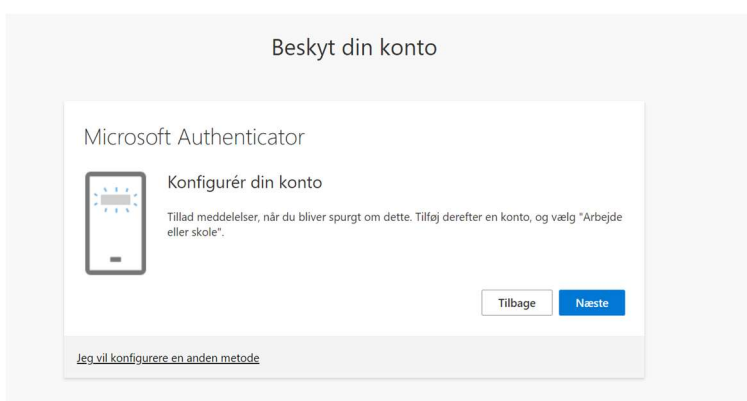 Beskyt din konto
Microsoft Authenticator
Konfigurér din konto
Tillad meddelelser, når du bliver spurgt om dette. Tilføj derefter en konto, og vælg "Arbejde
eller skole".
Tilbage
Næste
Jeg vil konfigurere en anden metode